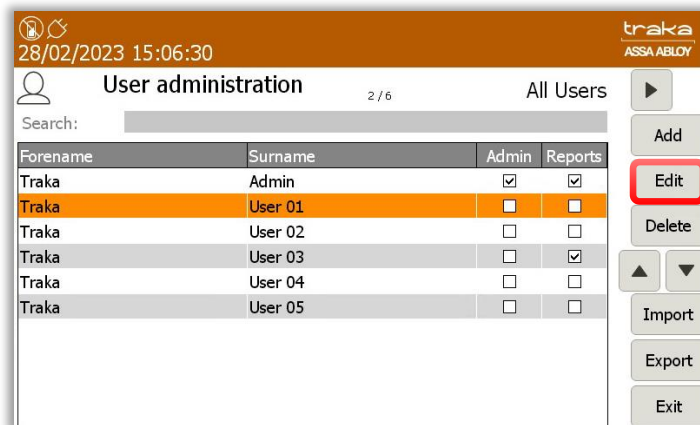 28/02/2023 15:06:30
traka
ASSA ABLOY
User administration 2/6 All Users
Search:
Forename Surname Admin Reports
Traka Admin
Traka User 01
Traka User 02
Traka User 03
Traka User 04
Traka User 05
Add
Edit
Delete
Import
Export
Exit